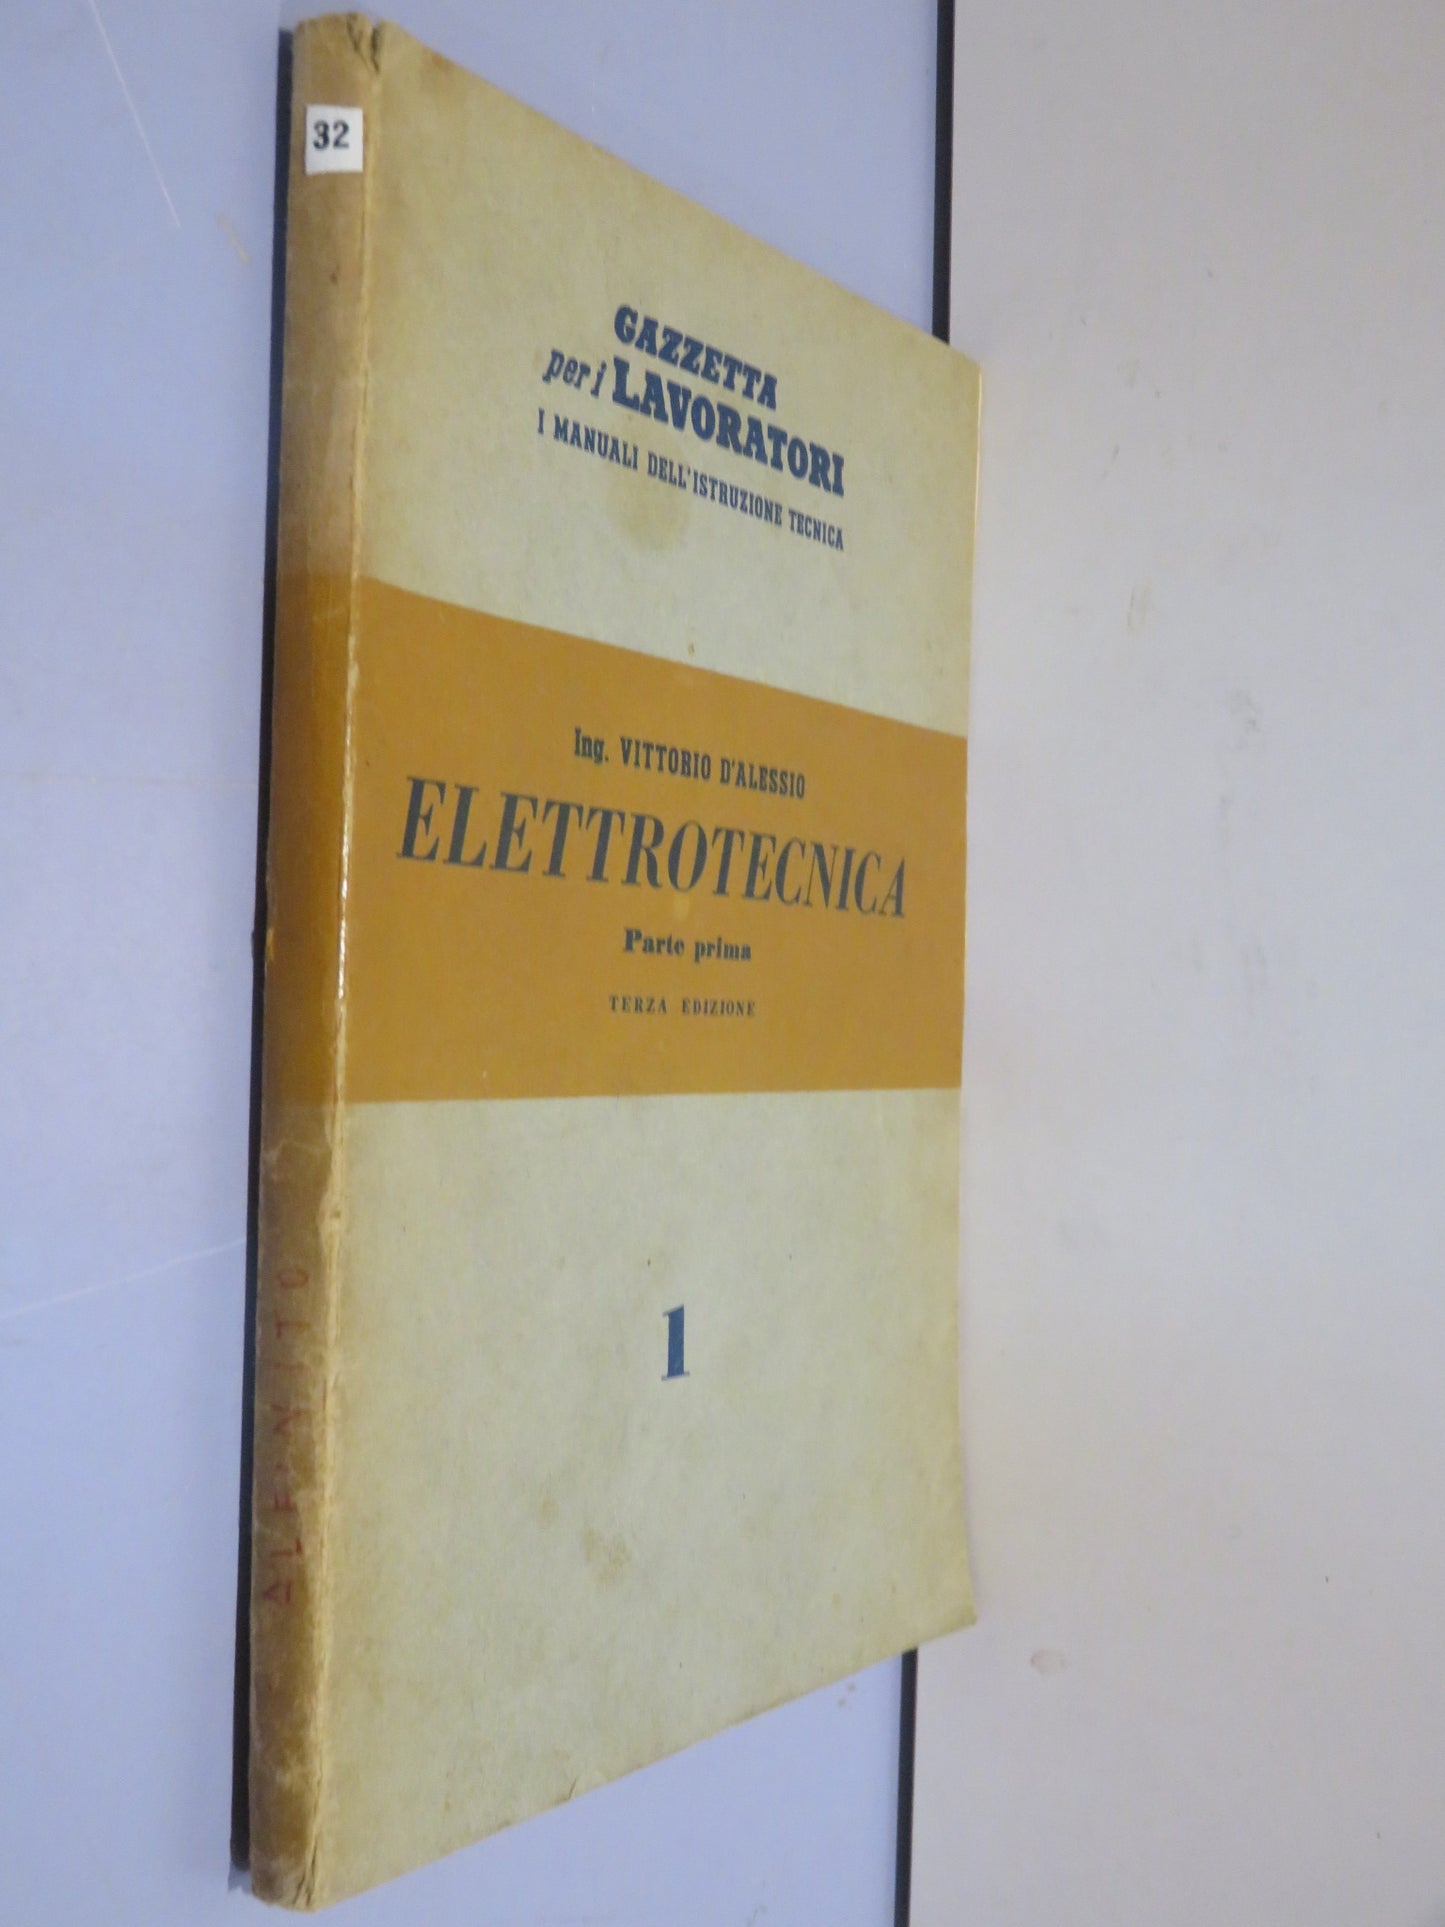 32
GAZZETTA
per i LAVORATORI
I MANUALI DELL'ISTRUZIONE TECNICA
Ing. VITTORIO D'ALESSIO
ELETTROTECNICA
Parte prima
TERZA EDIZIONE
1